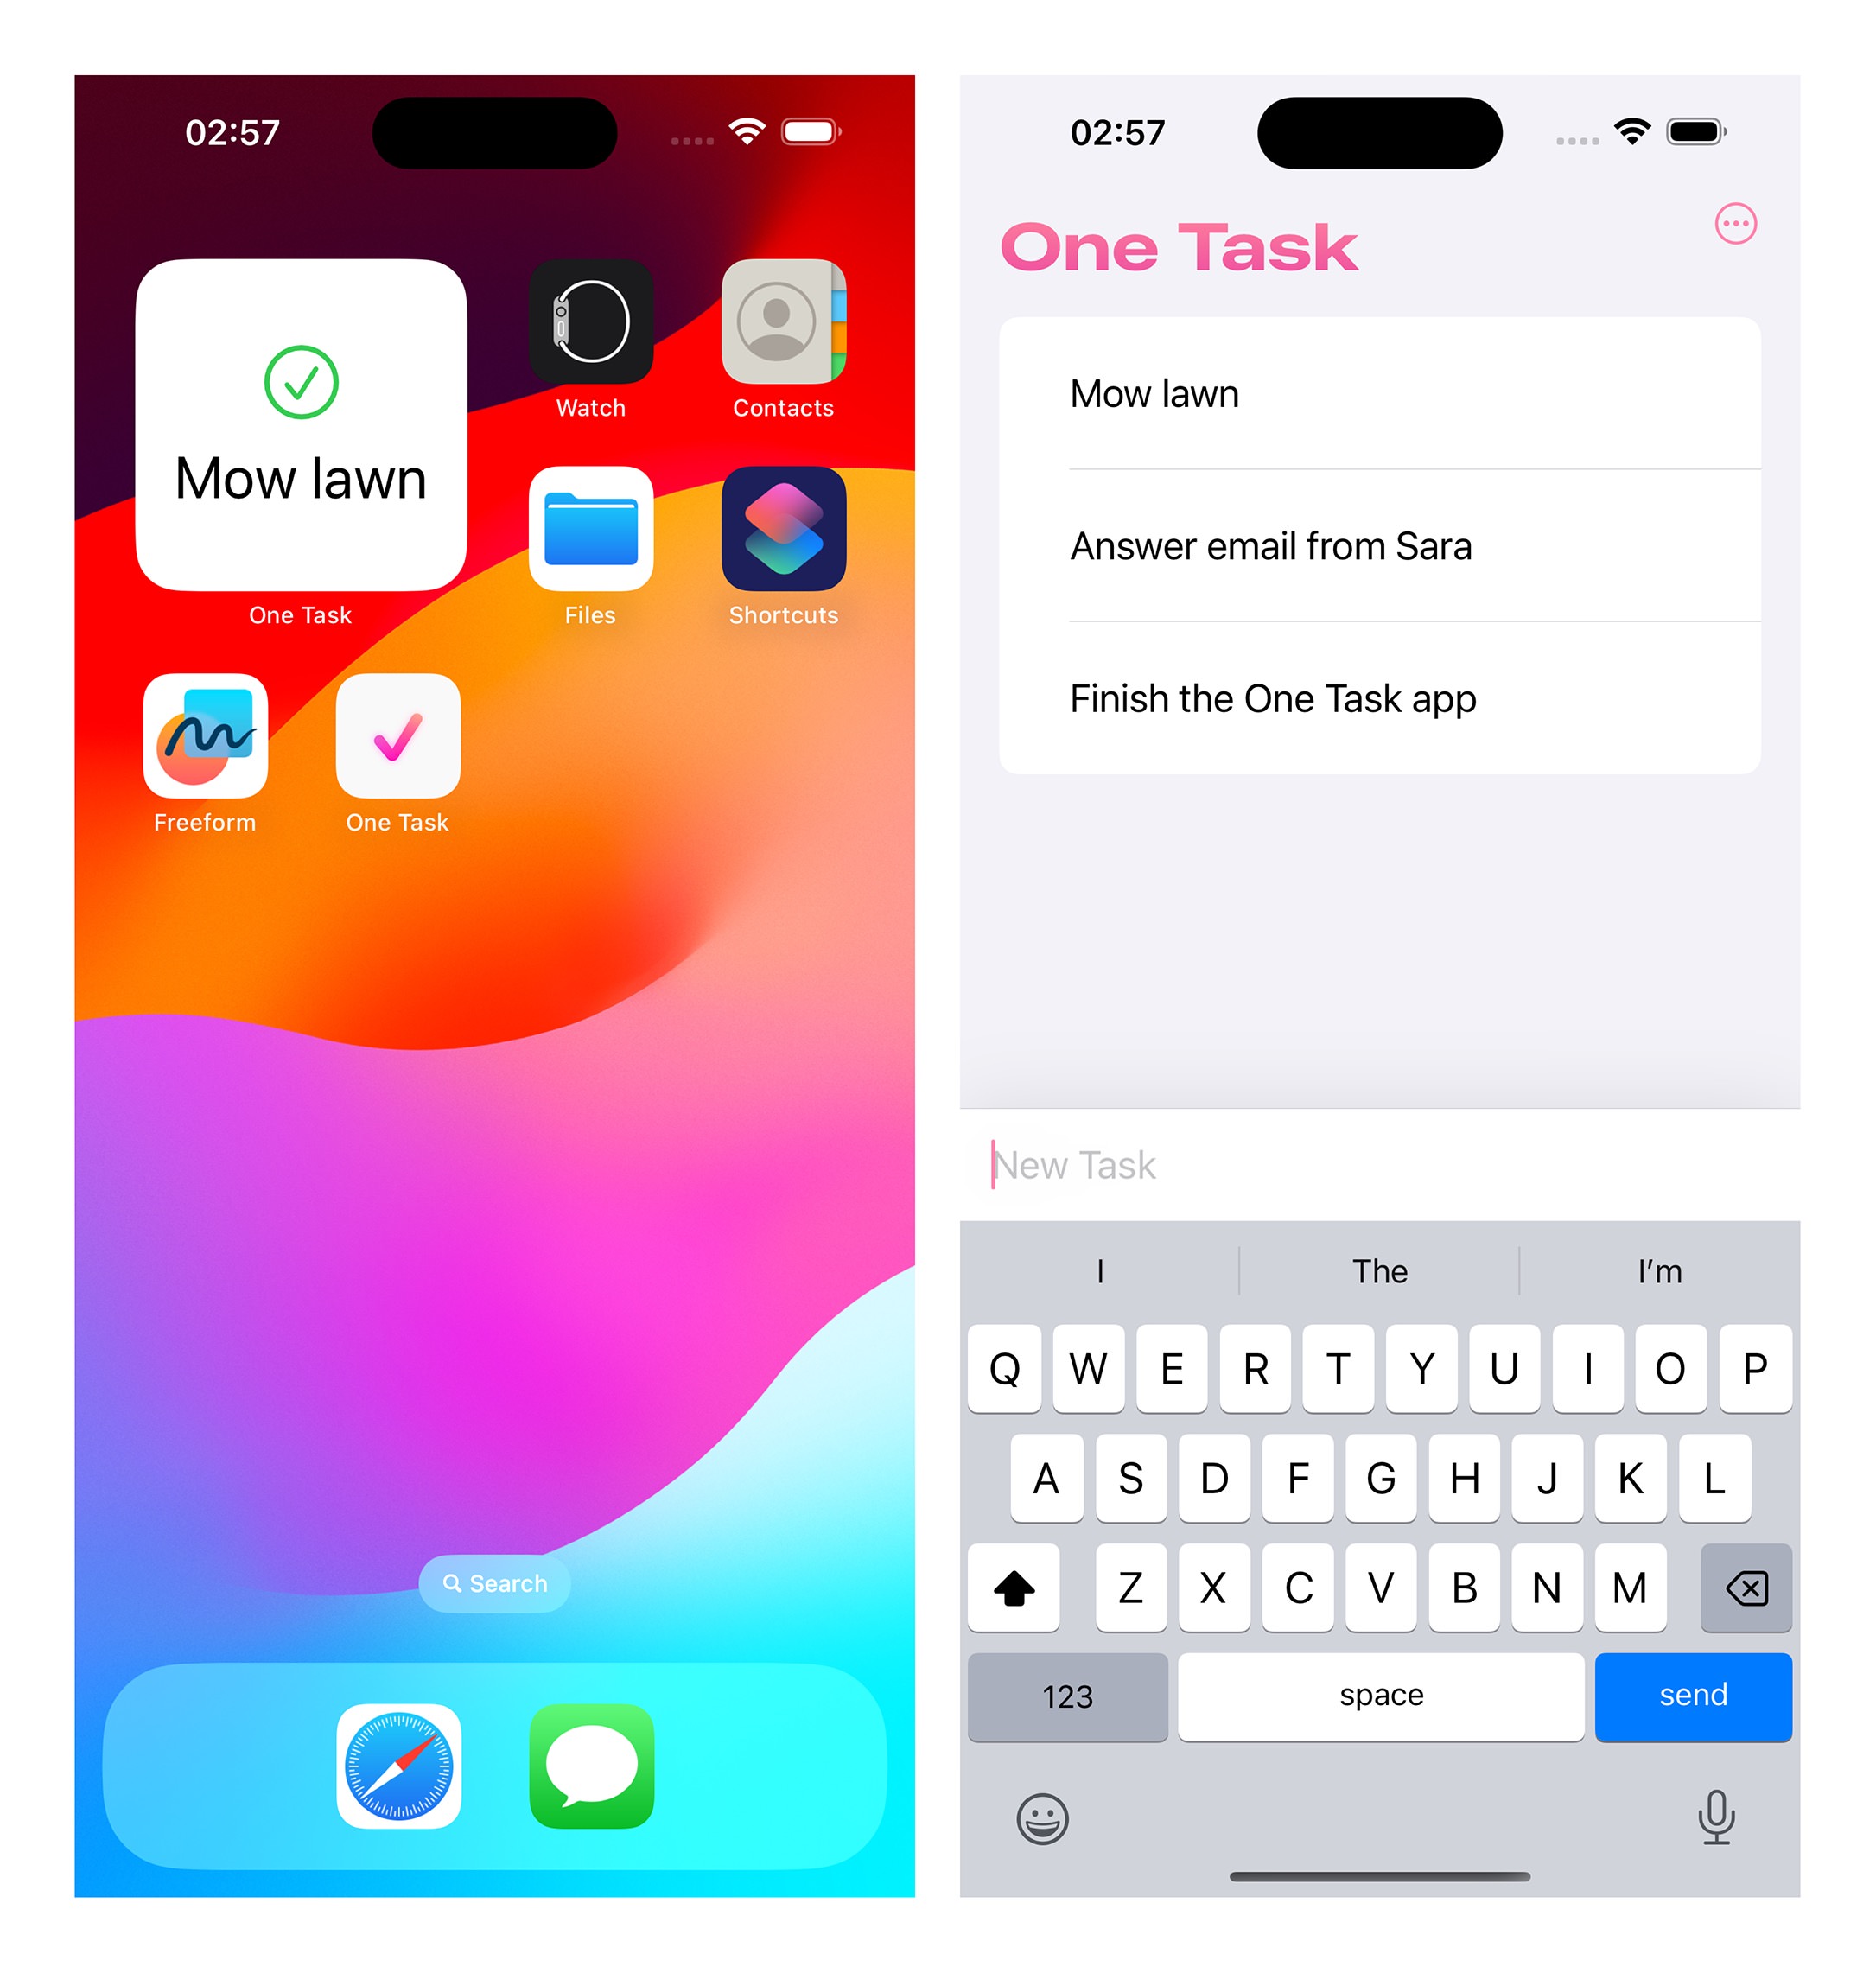 02:57
Mow lawn
One Task
Watch
Contacts
Files
Shortcuts
Freeform
One Task
Search
02:57
One Task
Mow lawn
Answer email from Sara
Finish the One Task app
New Task
I The I’m
Q W E R T Y U I O P
A S D F G H J K L
Z X C V B N M
123 space send